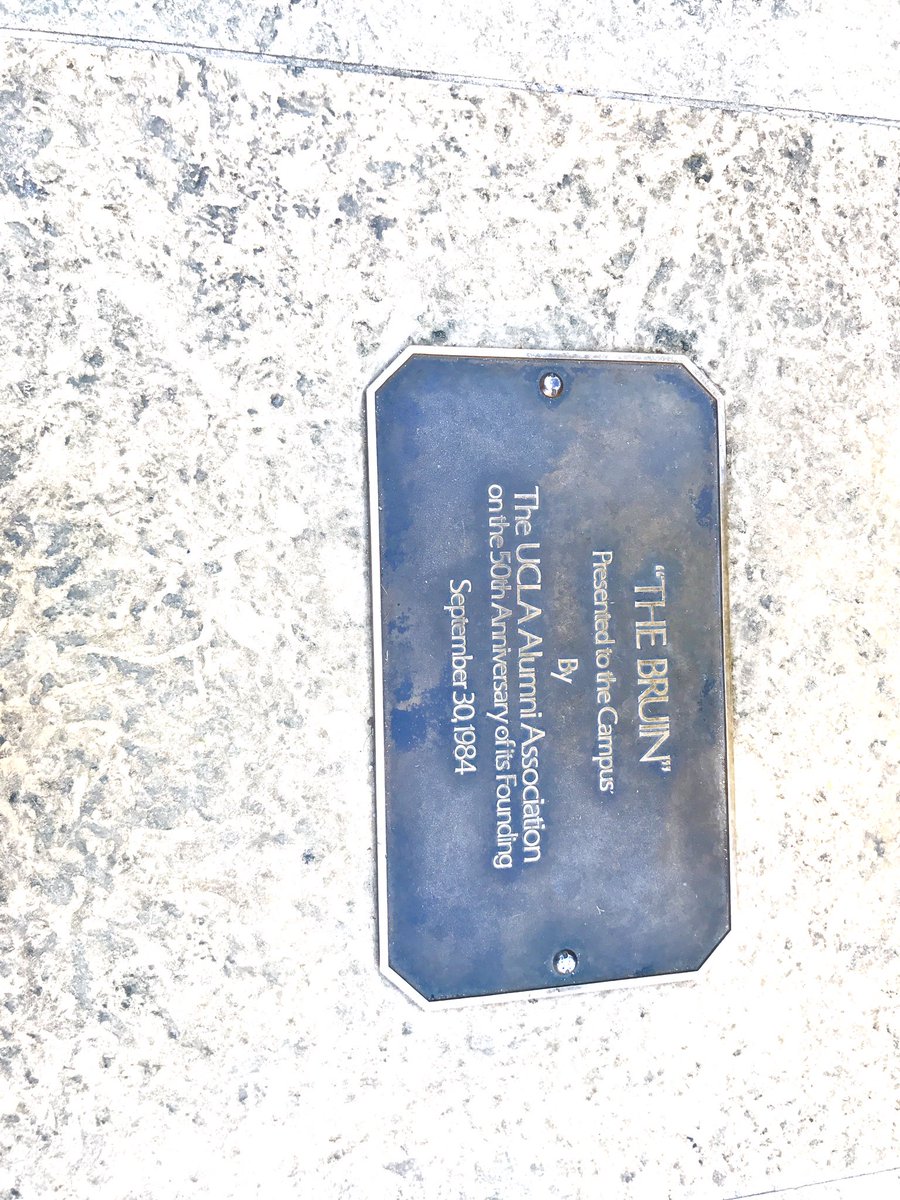 "THE BRUIN"
Presented to the Campus
By
The UCLA Alumni Association
on the 50th Anniversary of its Founding
September 30, 1984